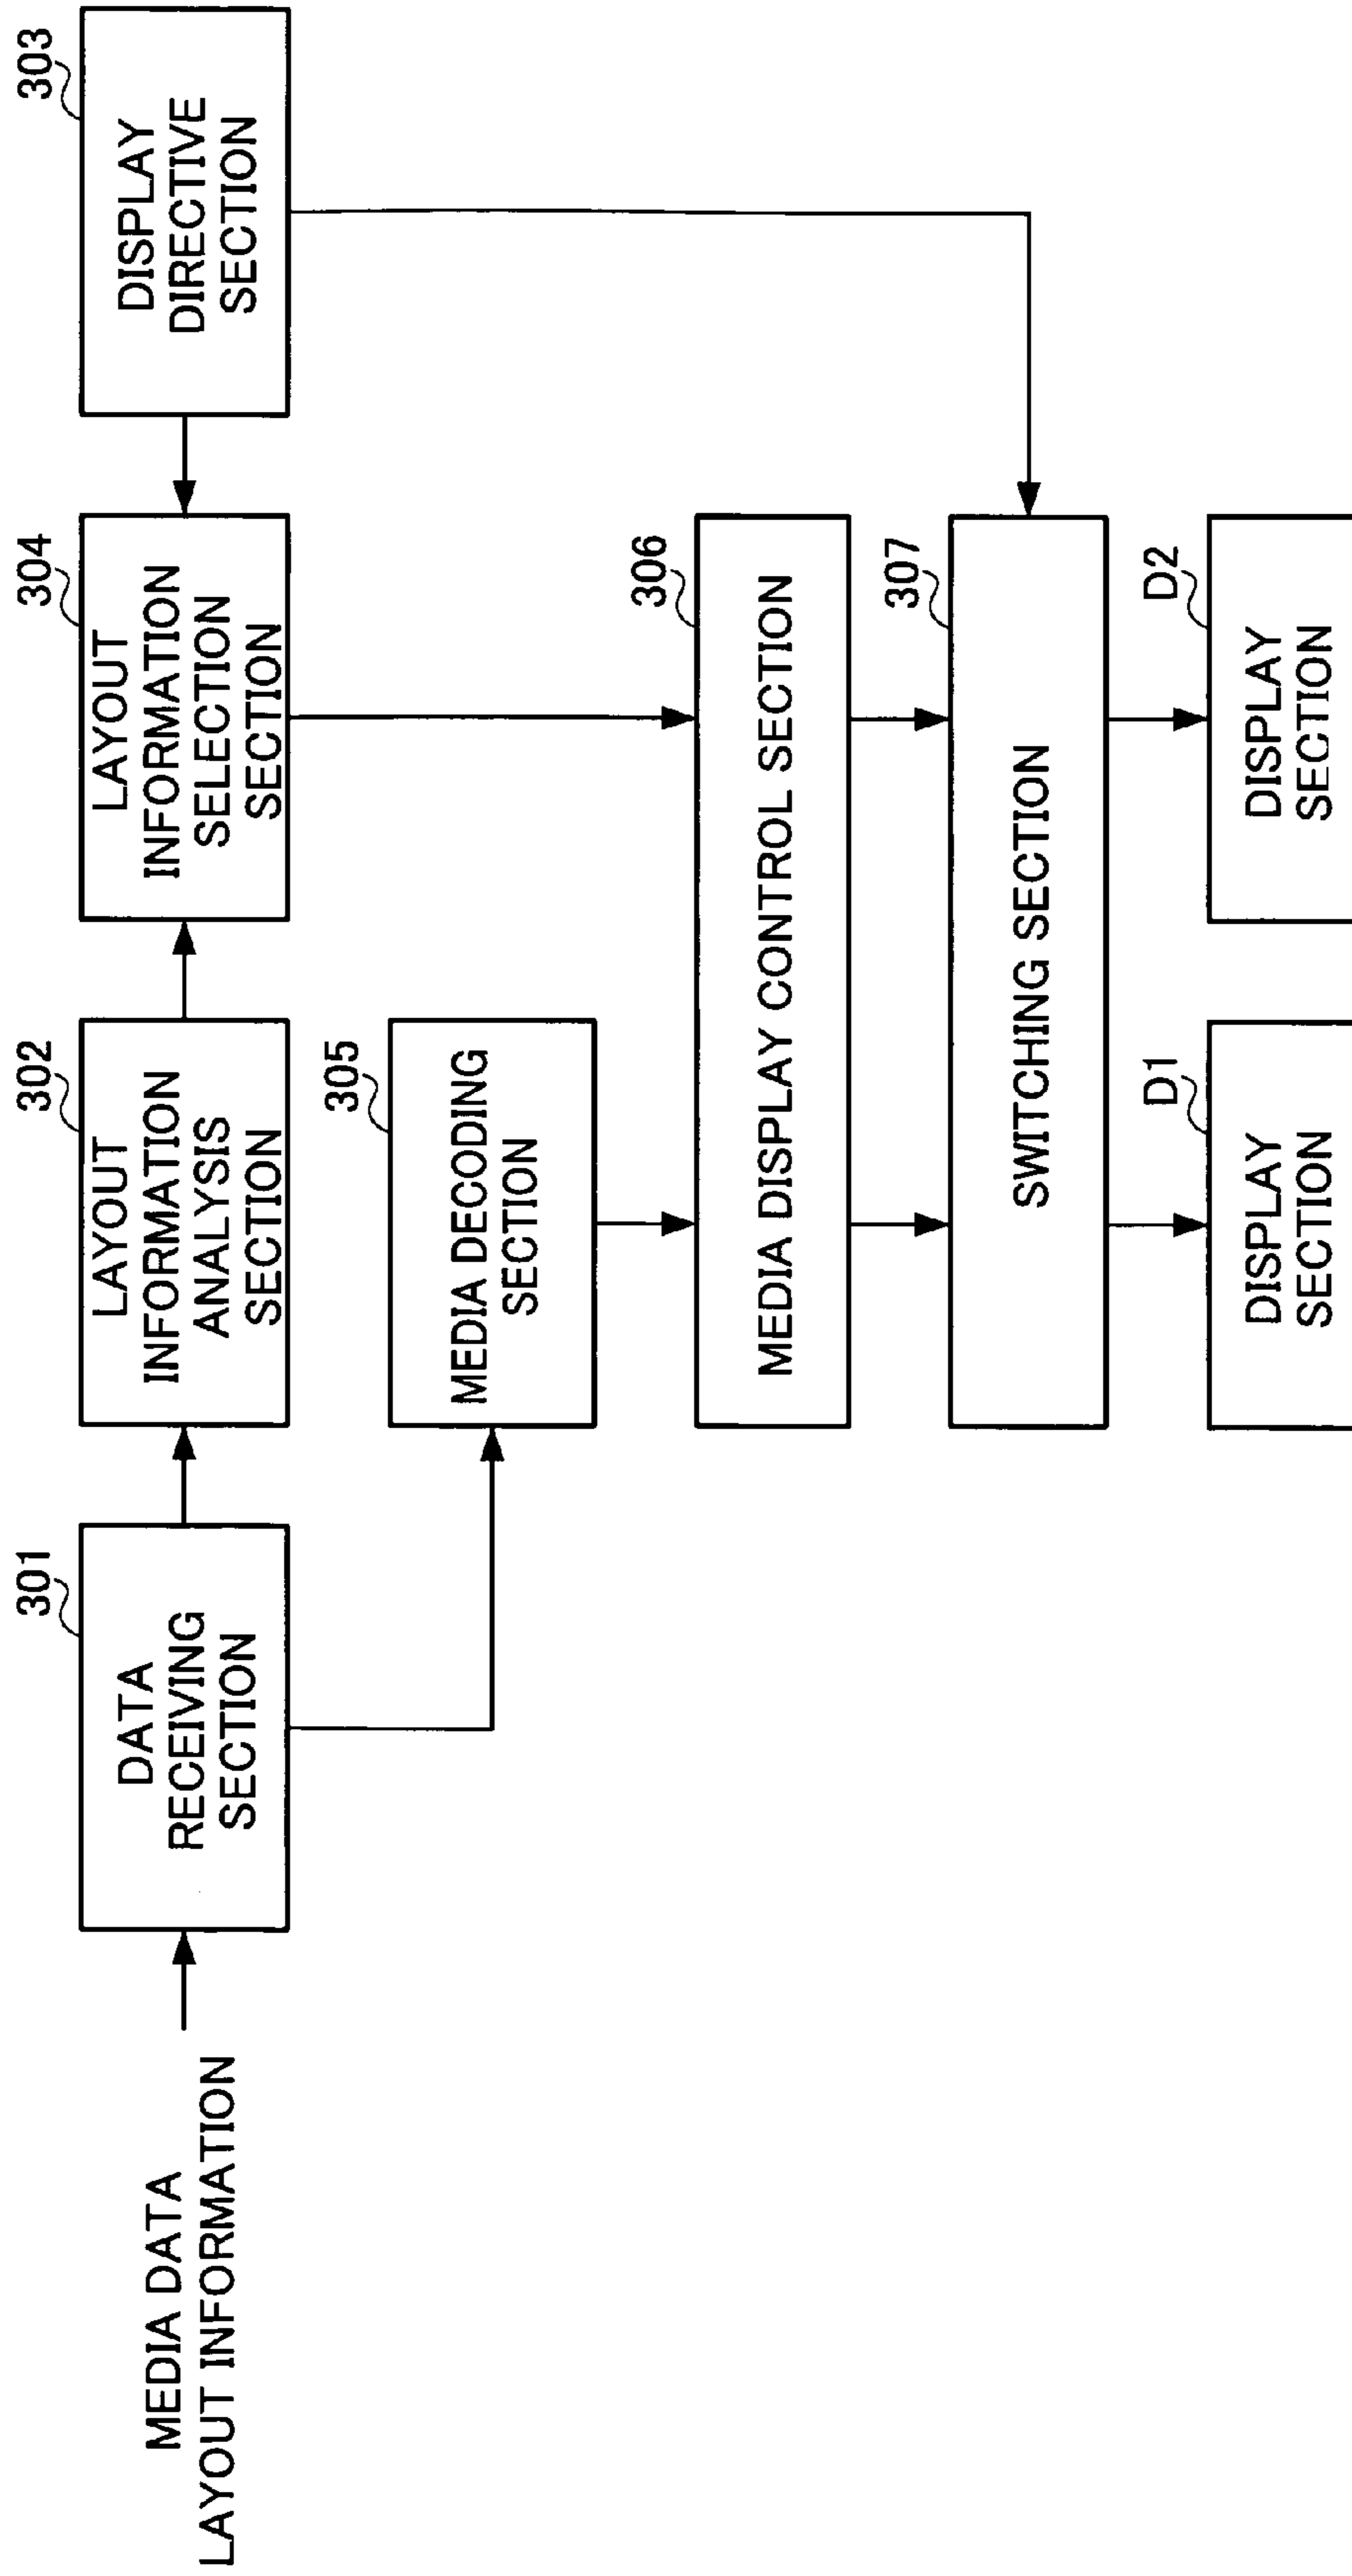 MEDIA DATA
LAYOUT INFORMATION
301
DATA
RECEIVING
SECTION
302
LAYOUT
INFORMATION
ANALYSIS
SECTION
304
LAYOUT
INFORMATION
SELECTION
SECTION
303
DISPLAY
DIRECTIVE
SECTION
305
MEDIA DECODING
SECTION
306
MEDIA DISPLAY CONTROL SECTION
307
SWITCHING SECTION
D1
DISPLAY
SECTION
D2
DISPLAY
SECTION